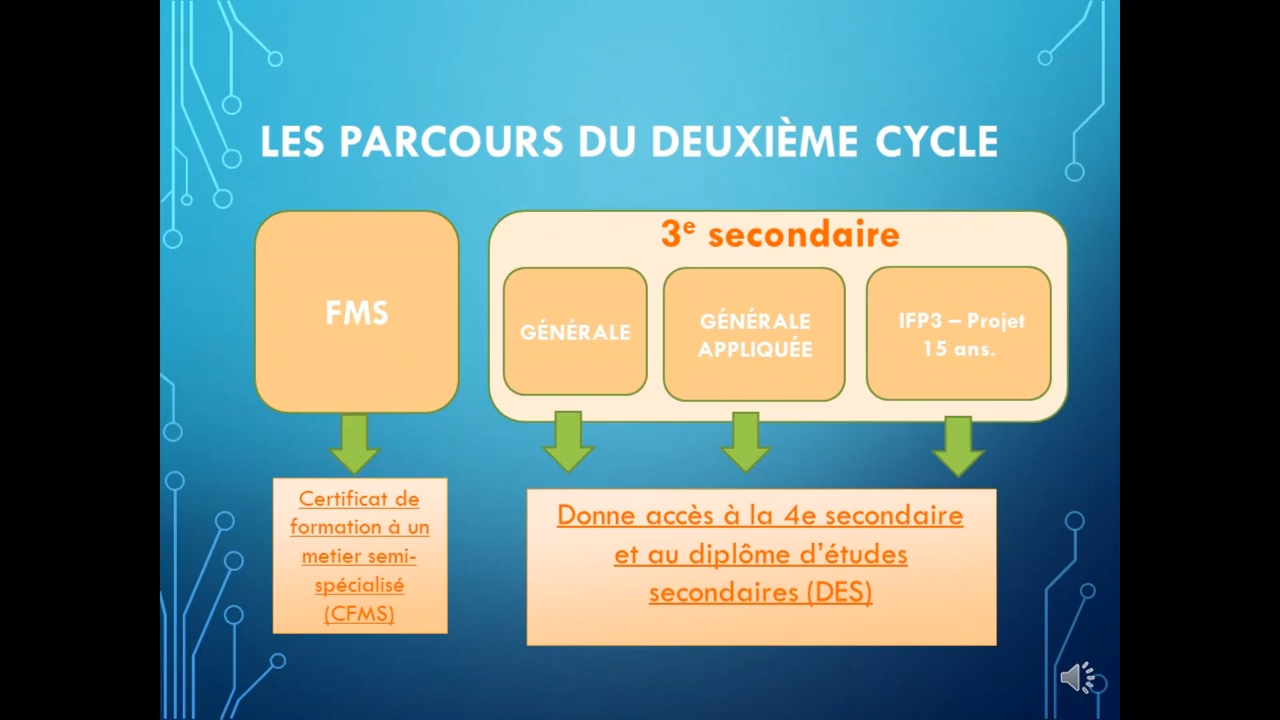 LES PARCOURS DU DEUXIÈME CYCLE
FMS
3e secondaire
GÉNÉRALE
GÉNÉRALE
APPLIQUÉE
IFP3 – Projet
15 ans.
Certificat de
formation à un
metier semi-
spécialisé
(CFMS)
Donne accès à la 4e secondaire
et au diplôme d’études
secondaires (DES)